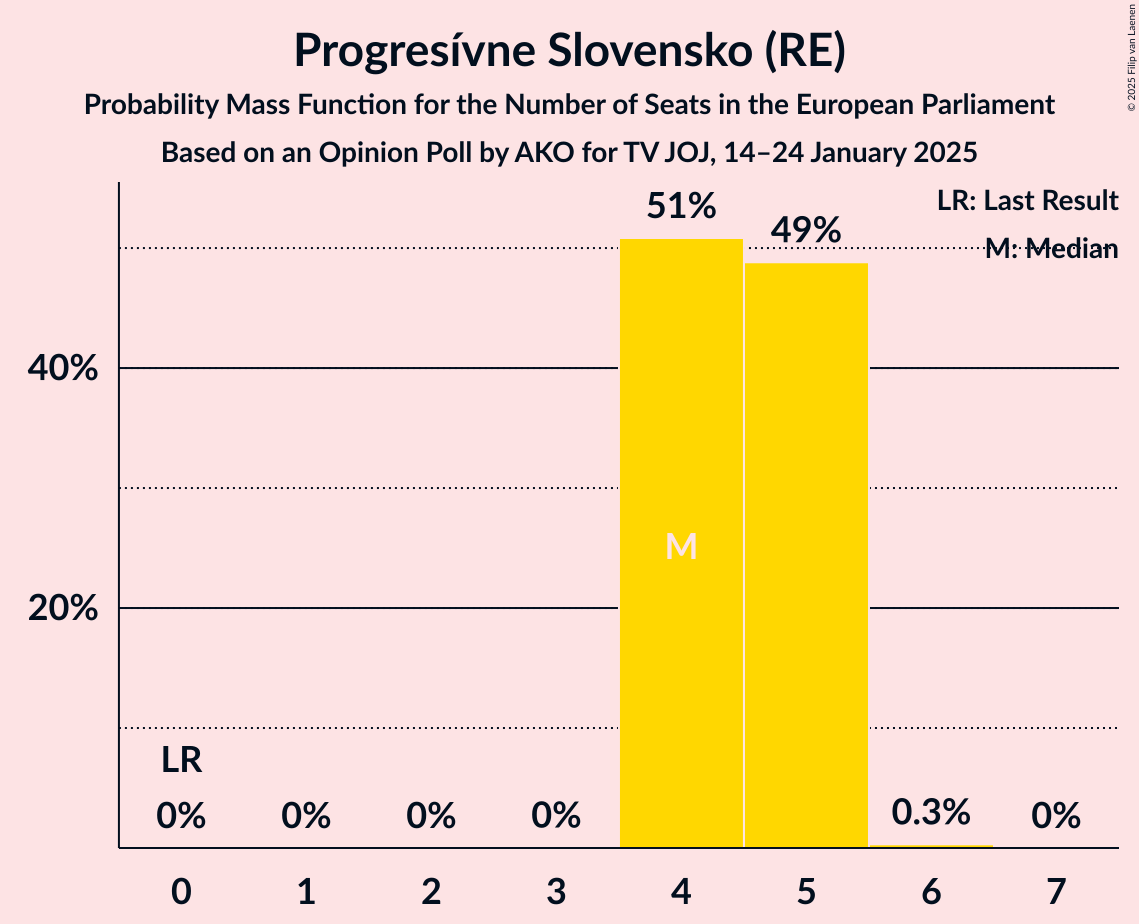 Progresívne Slovensko (RE)
Probability Mass Function for the Number of Seats in the European Parliament
Based on an Opinion Poll by AKO for TV JOJ, 14–24 January 2025
© 2025 Filip van Laenen
LR: Last Result
M: Median
51%
49%
40%
M
20%
LR
0%
0%
0%
0%
0.3%
0%
0
1
2
3
4
5
6
7